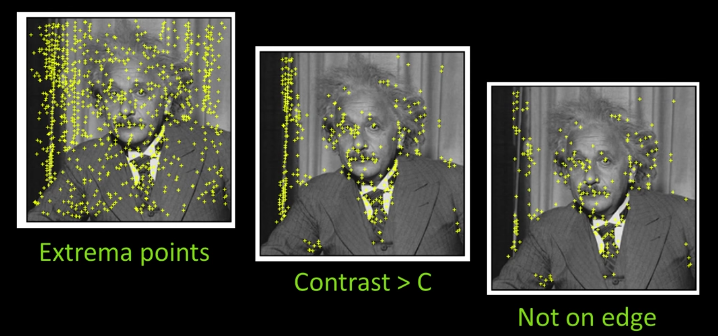 Extrema points
Contrast > C
Not on edge